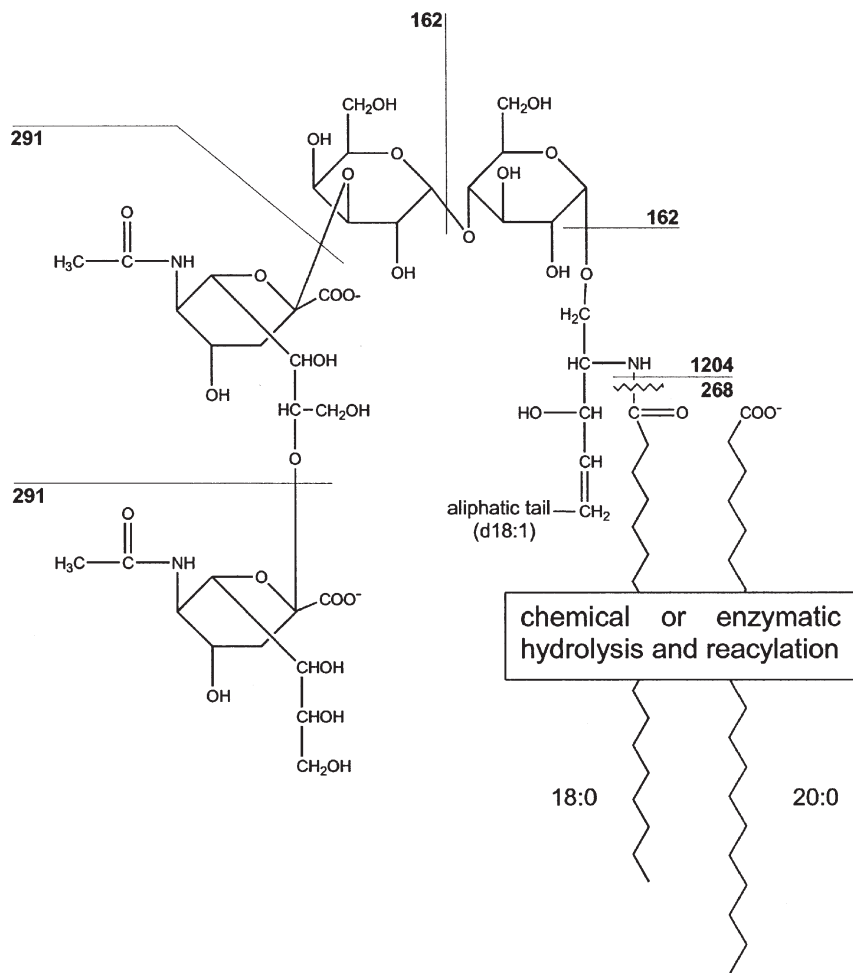 162
CH₂OH
CH₂OH
291
OH
O
O
O
OH
O
162
OH
OH
O
O
H₃C
C
NH
O
COO-
O
H₂C
HC
NH
1204
268
CHOH
OH
HC
CH₂OH
HO
CH
C
O
COO⁻
O
CH
291
aliphatic tail
CH₂
(d18:1)
O
H₃C
C
NH
O
COO⁻
chemical or enzymatic
hydrolysis and reacylation
CHOH
OH
CHOH
CH₂OH
18:0
20:0